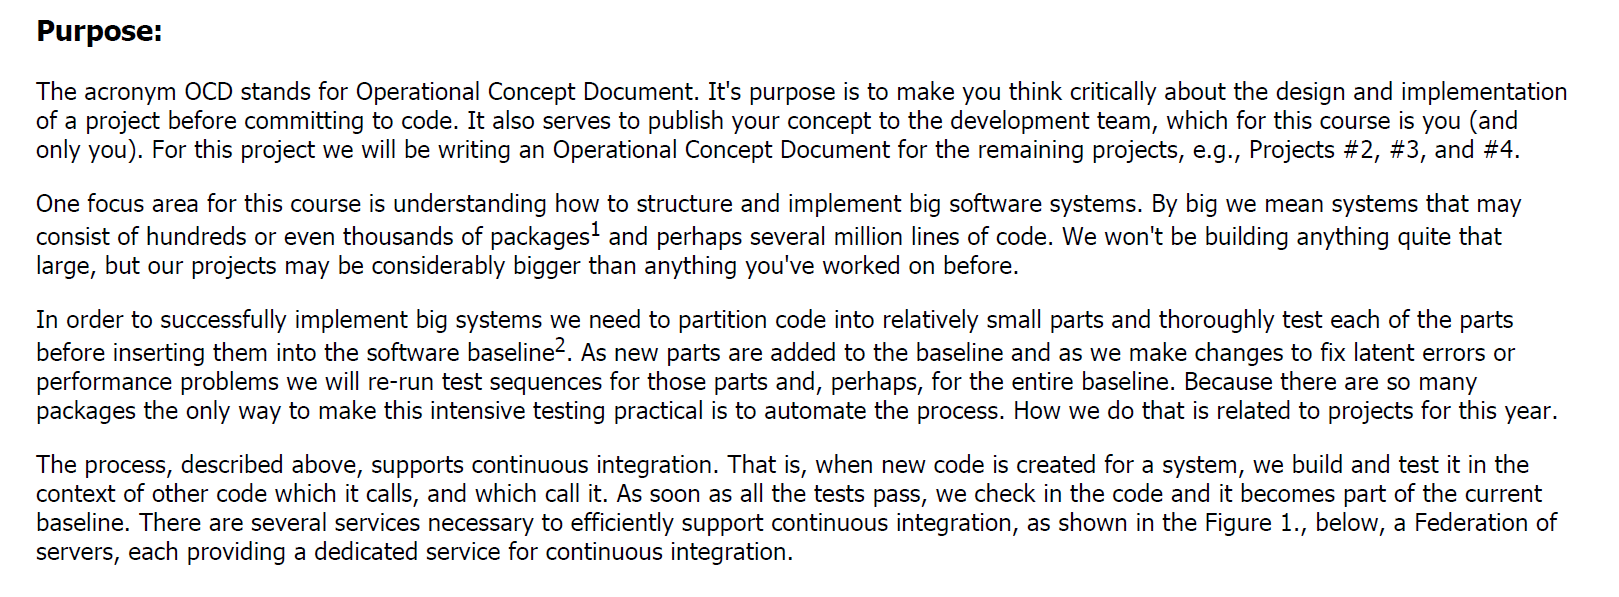 Purpose:
The acronym OCD stands for Operational Concept Document. It's purpose is to make you think critically about the design and implementation
of a project before committing to code. It also serves to publish your concept to the development team, which for this course is you (and
only you). For this project we will be writing an Operational Concept Document for the remaining projects, e.g., Projects #2, #3, and #4.
One focus area for this course is understanding how to structure and implement big software systems. By big we mean systems that may
consist of hundreds or even thousands of packages1 and perhaps several million lines of code. We won't be building anything quite that
large, but our projects may be considerably bigger than anything you've worked on before.
In order to successfully implement big systems we need to partition code into relatively small parts and thoroughly test each of the parts
before inserting them into the software baseline2. As new parts are added to the baseline and as we make changes to fix latent errors or
performance problems we will re-run test sequences for those parts and, perhaps, for the entire baseline. Because there are so many
packages the only way to make this intensive testing practical is to automate the process. How we do that is related to projects for this year.
The process, described above, supports continuous integration. That is, when new code is created for a system, we build and test it in the
context of other code which it calls, and which call it. As soon as all the tests pass, we check in the code and it becomes part of the current
baseline. There are several services necessary to efficiently support continuous integration, as shown in the Figure 1., below, a Federation of
servers, each providing a dedicated service for continuous integration.